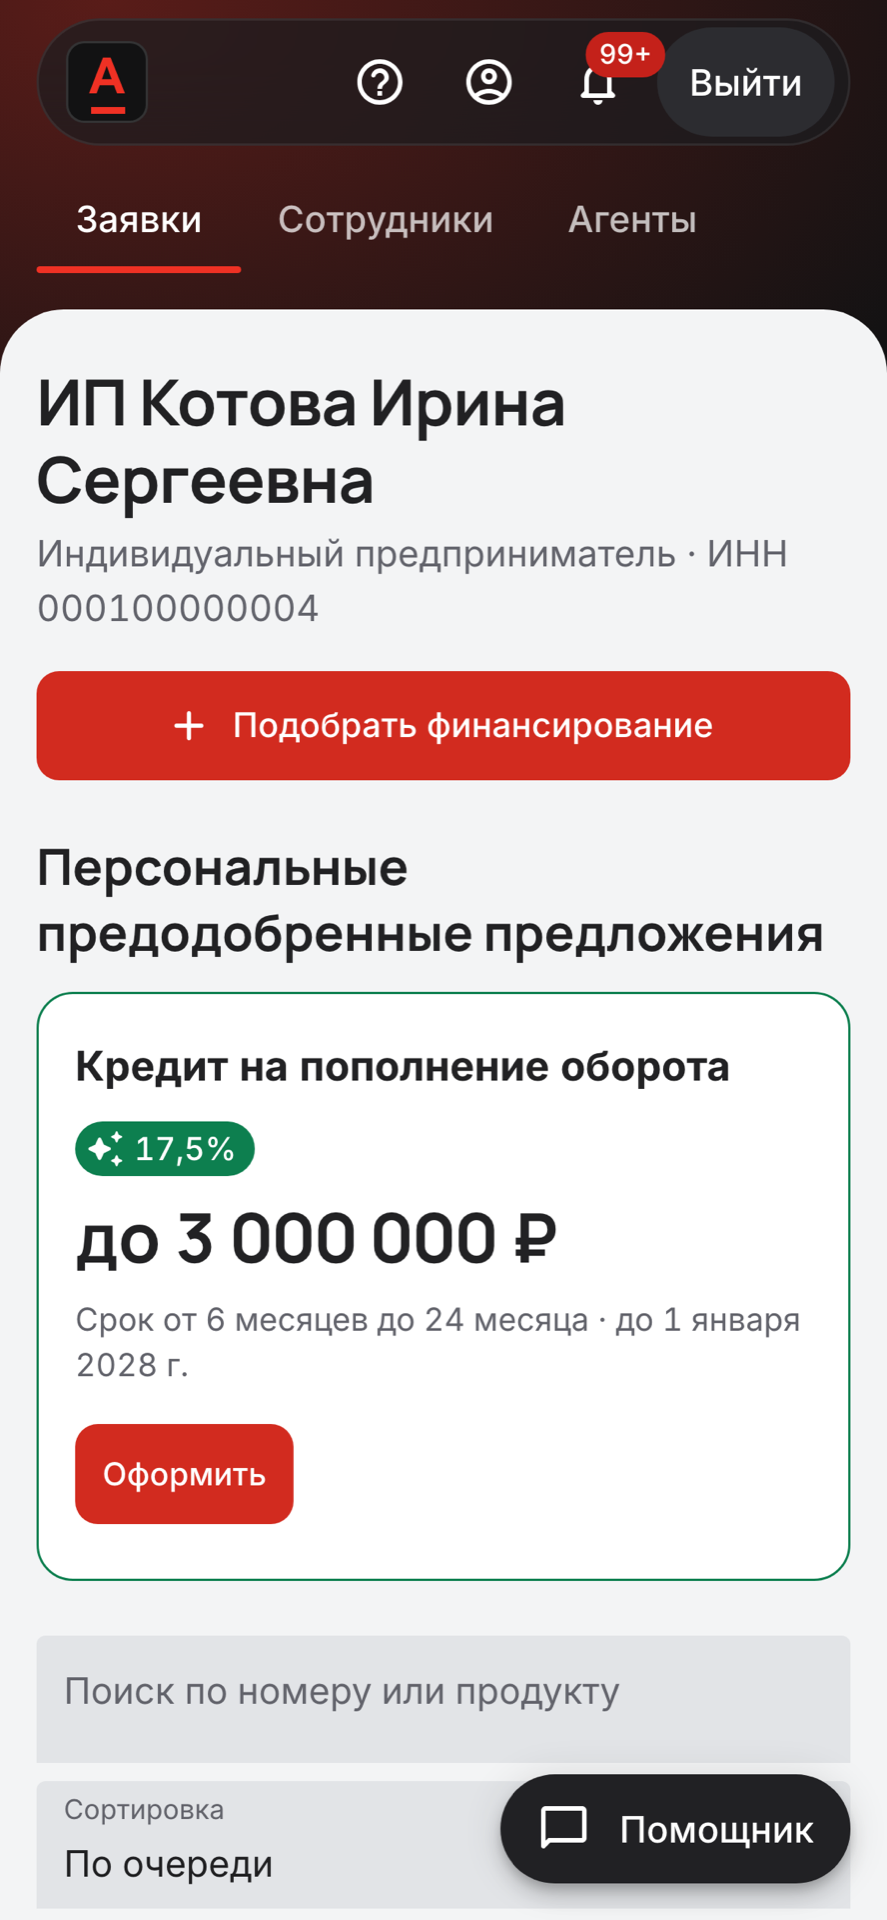 A
99+
Выйти
Заявки
Сотрудники
Агенты
ИП Котова Ирина
Сергеевна
Индивидуальный предприниматель · ИНН
000100000004
Подобрать финансирование
Персональные
предодобренные предложения
Кредит на пополнение оборота
17,5%
до 3 000 000 ₽
Срок от 6 месяцев до 24 месяца · до 1 января
2028 г.
Оформить
Поиск по номеру или продукту
Сортировка
По очереди
Помощник